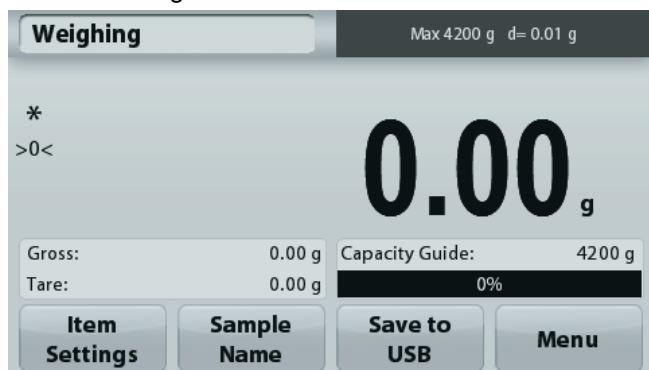 Weighing
Max 4200 g d= 0.01 g
*
>0<
0.00 g
Gross: 0.00 g
Tare: 0.00 g
Capacity Guide: 4200 g
0%
Item
Settings
Sample
Name
Save to
USB
Menu